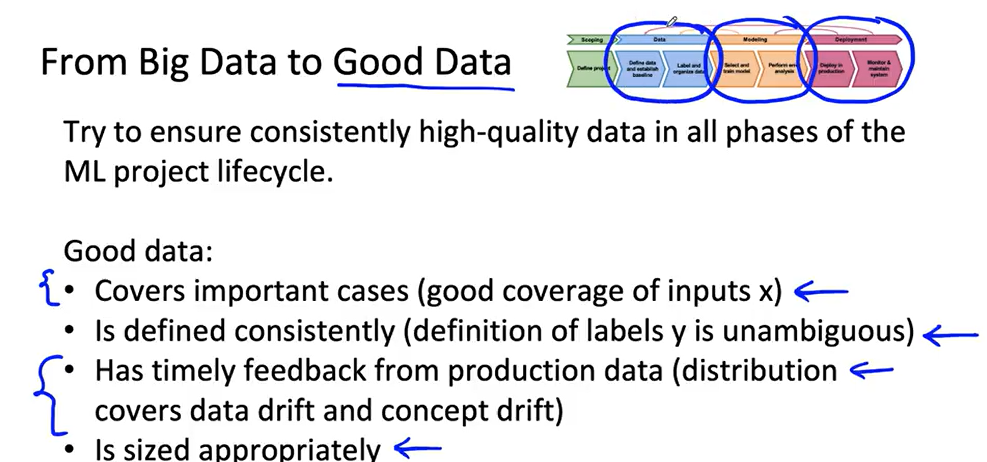 From Big Data to Good Data
Scoping
Data
Modeling
Deployment
Define project
Define data
and establish
baseline
Label and
organize data
Select and
train model
Perform
analysis
Deploy in
production
Monitor &
maintain
system
Try to ensure consistently high-quality data in all phases of the
ML project lifecycle.
Good data:
• Covers important cases (good coverage of inputs x)
• Is defined consistently (definition of labels y is unambiguous)
• Has timely feedback from production data (distribution
covers data drift and concept drift)
• Is sized appropriately